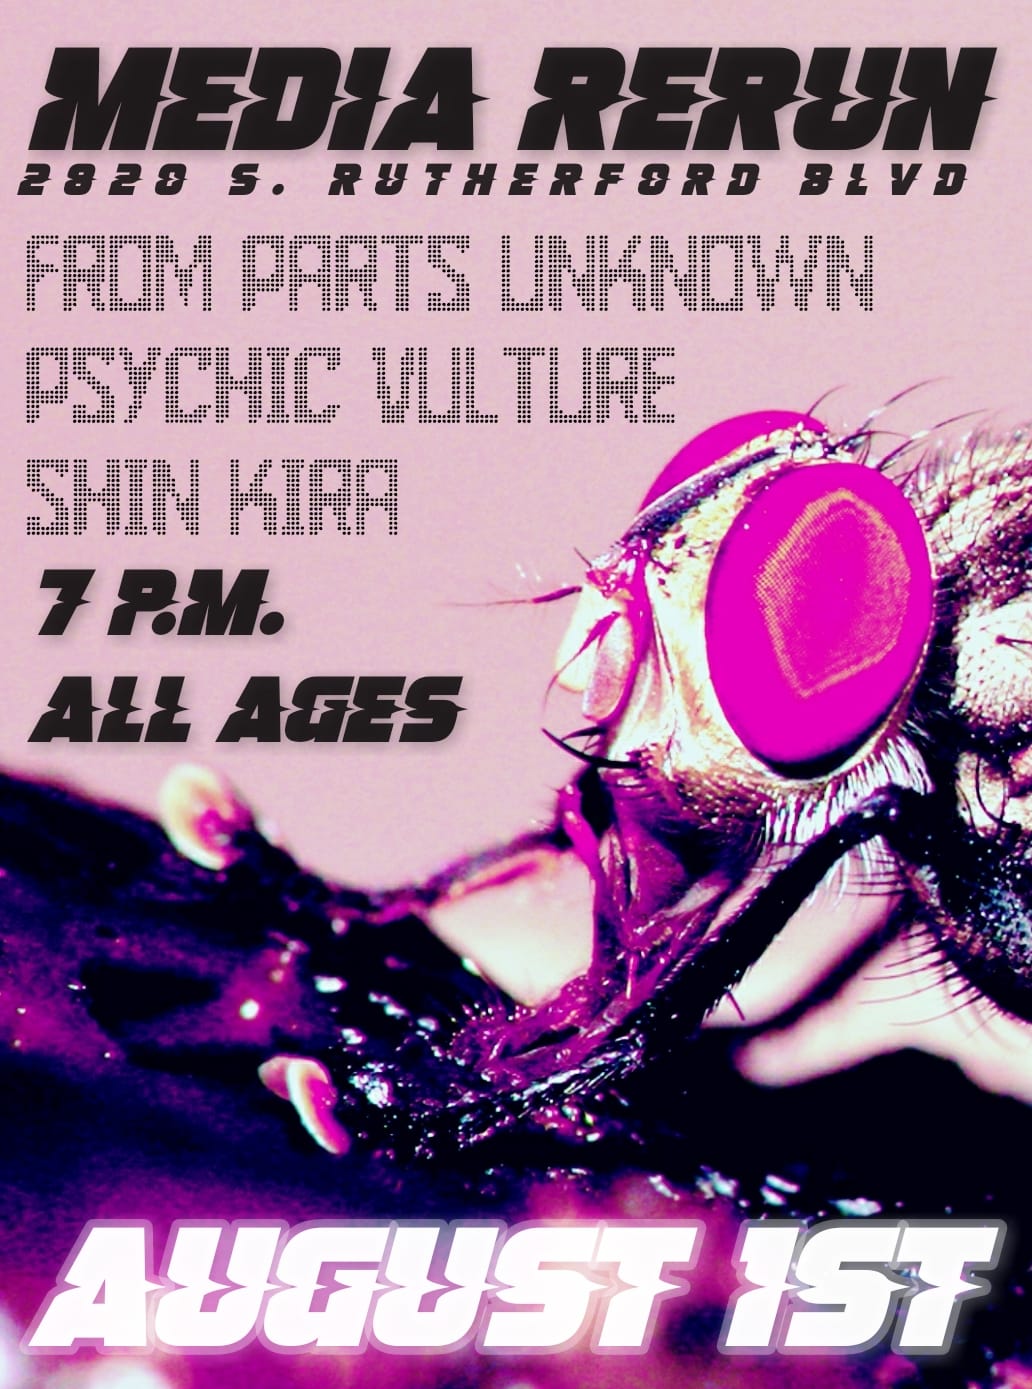 MEDIA RERUN
2820 S. RUTHERFORD BLVD
FROM PARTS UNKNOWN
PSYCHIC VULTURE
SHIN KIRA
7 P.M.
ALL AGES
AUGUST 1ST